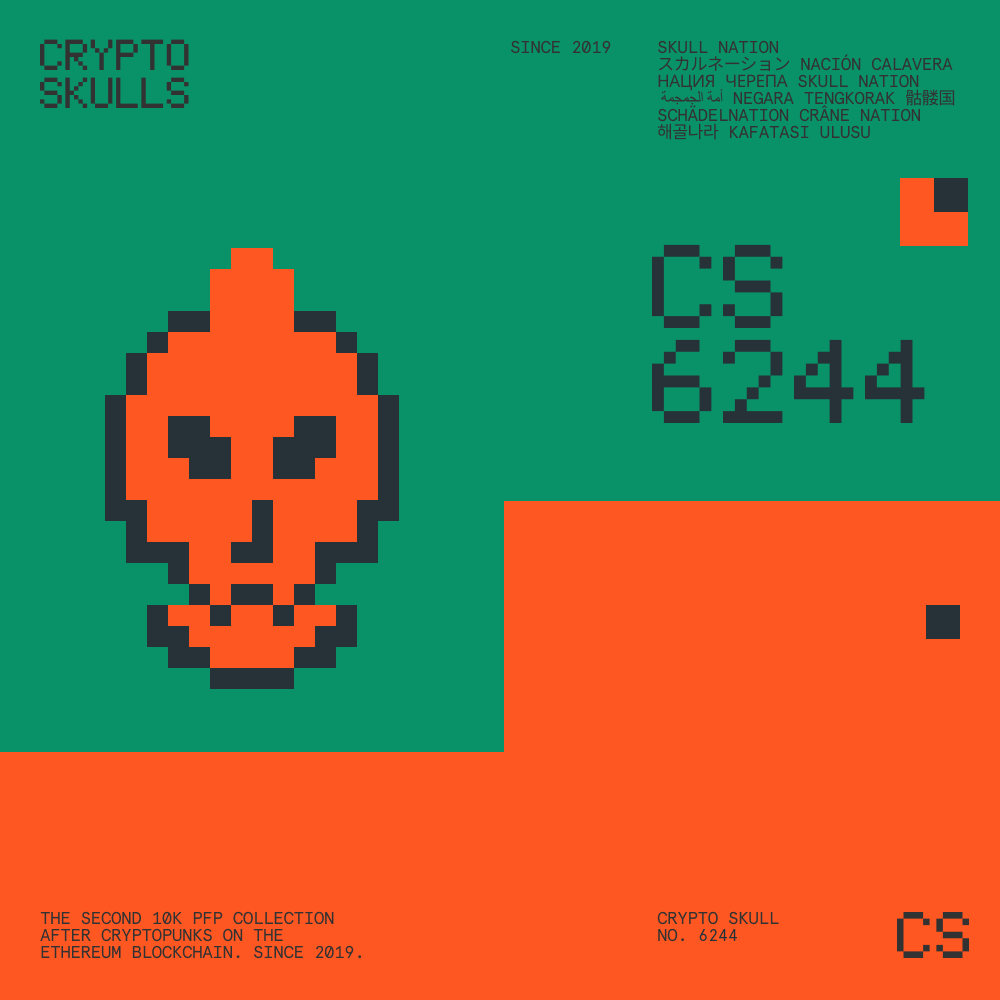 CRYPTO
SKULLS
SINCE 2019
SKULL NATION
スカルネーション NACIÓN CALAVERA
НАЦИЯ ЧЕРЕПА SKULL NATION
أمة الجمجمة NEGARA TENGKORAK 骷髅国
SCHÄDELNATION CRÂNE NATION
해골나라 KAFATASI ULUSU
CS
6244
THE SECOND 10K PFP COLLECTION
AFTER CRYPTOPUNKS ON THE
ETHEREUM BLOCKCHAIN. SINCE 2019.
CRYPTO SKULL
NO. 6244
CS